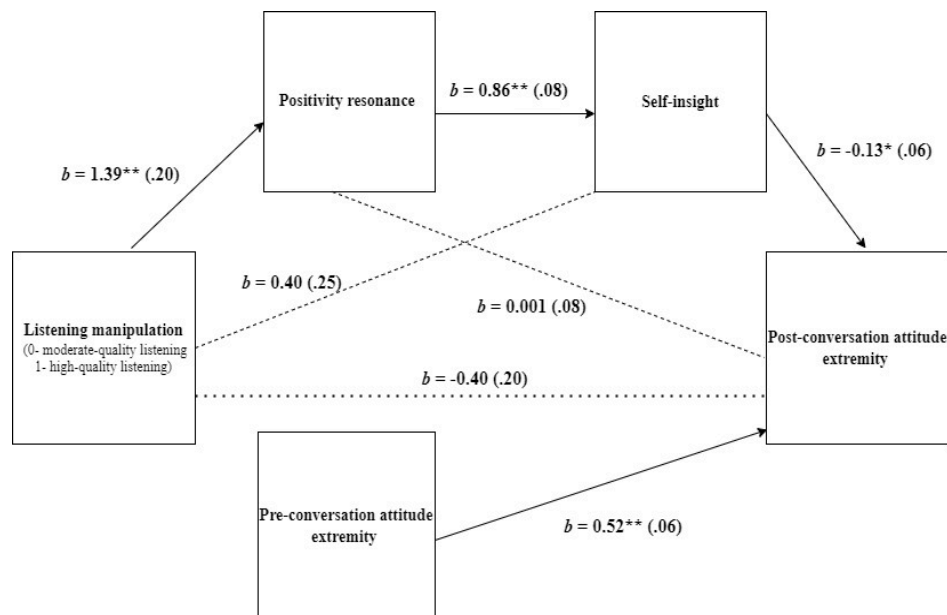 Positivity resonance
b = 0.86** (.08)
Self-insight
b = 1.39** (.20)
b = -0.13* (.06)
Listening manipulation
(0- moderate-quality listening
1- high-quality listening)
b = 0.40 (.25)
b = 0.001 (.08)
Post-conversation attitude
extremity
b = -0.40 (.20)
Pre-conversation attitude
extremity
b = 0.52** (.06)